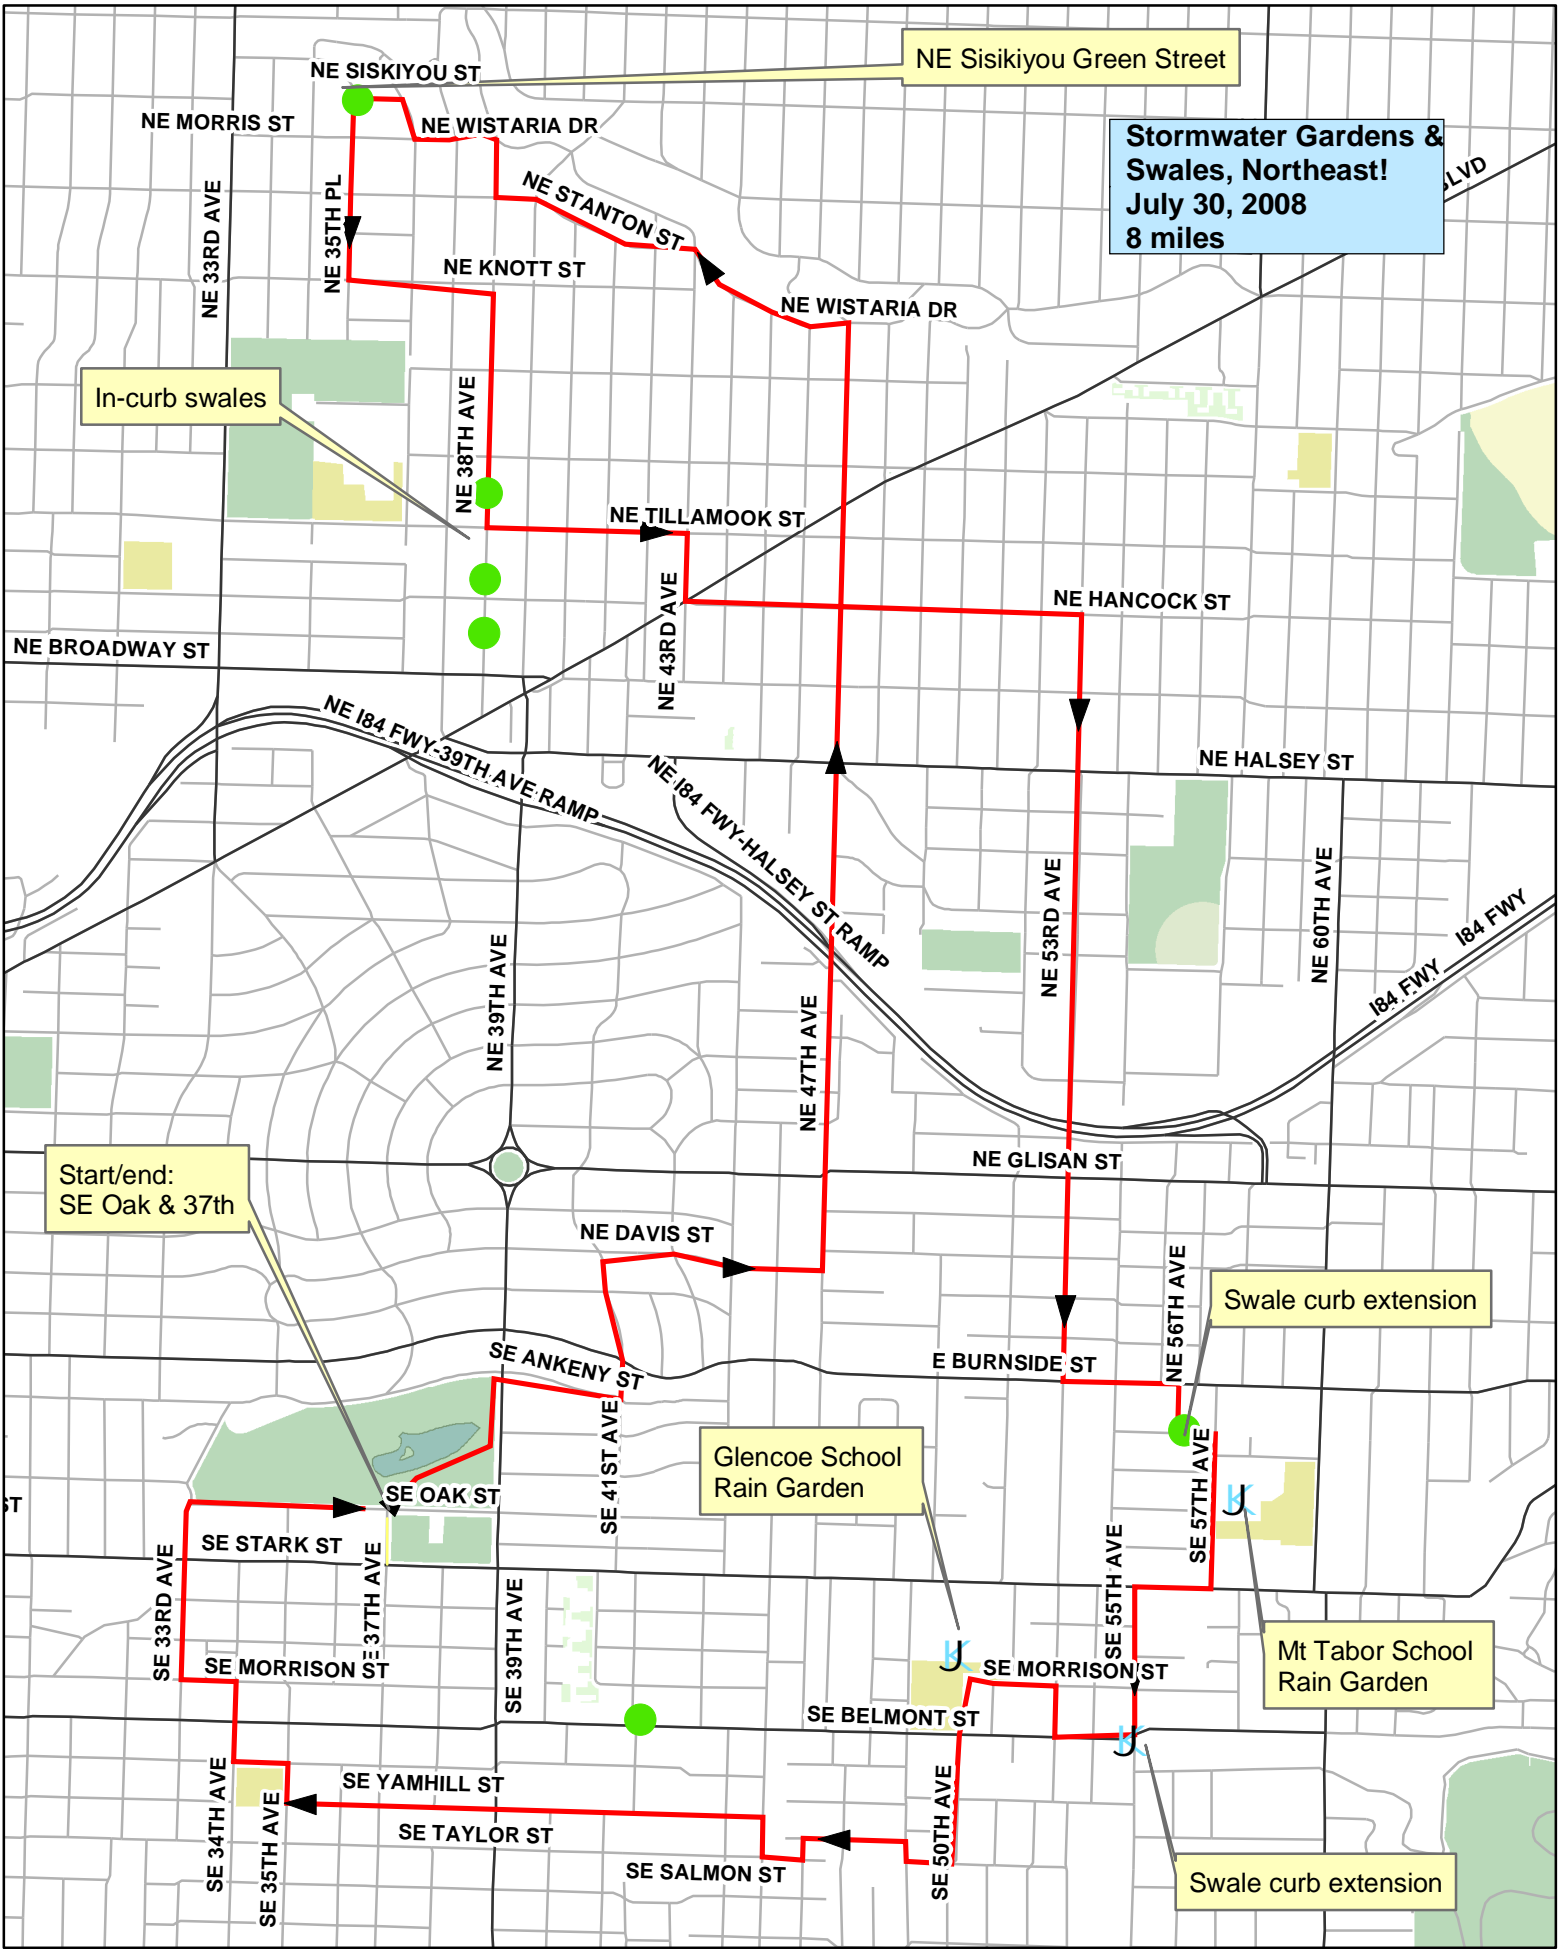 NE Sisikiyou Green Street
NE SISKIYOU ST
NE MORRIS ST
NE WISTARIA DR
Stormwater Gardens &
Swales, Northeast!
July 30, 2008
8 miles
BLVD
NE 33RD AVE
NE 35TH PL
NE STANTON ST
NE KNOTT ST
NE WISTARIA DR
In-curb swales
NE 38TH AVE
NE TILLAMOOK ST
NE 43RD AVE
NE HANCOCK ST
NE BROADWAY ST
NE I84 FWY-39TH AVE RAMP
NE I84 FWY-HALSEY ST RAMP
NE HALSEY ST
NE 53RD AVE
NE 60TH AVE
I84 FWY
I84 FWY
NE 39TH AVE
NE 47TH AVE
NE GLISAN ST
Start/end:
SE Oak & 37th
NE DAVIS ST
NE 56TH AVE
Swale curb extension
SE ANKENY ST
E BURNSIDE ST
SE 41ST AVE
Glencoe School
Rain Garden
SE 57TH AVE
ST
SE OAK ST
SE STARK ST
K
J
SE 33RD AVE
SE 37TH AVE
SE 39TH AVE
SE 55TH AVE
Mt Tabor School
Rain Garden
K
J
SE MORRISON ST
SE MORRISON ST
SE BELMONT ST
K
J
SE YAMHILL ST
SE 34TH AVE
SE 35TH AVE
SE TAYLOR ST
SE 50TH AVE
SE SALMON ST
Swale curb extension